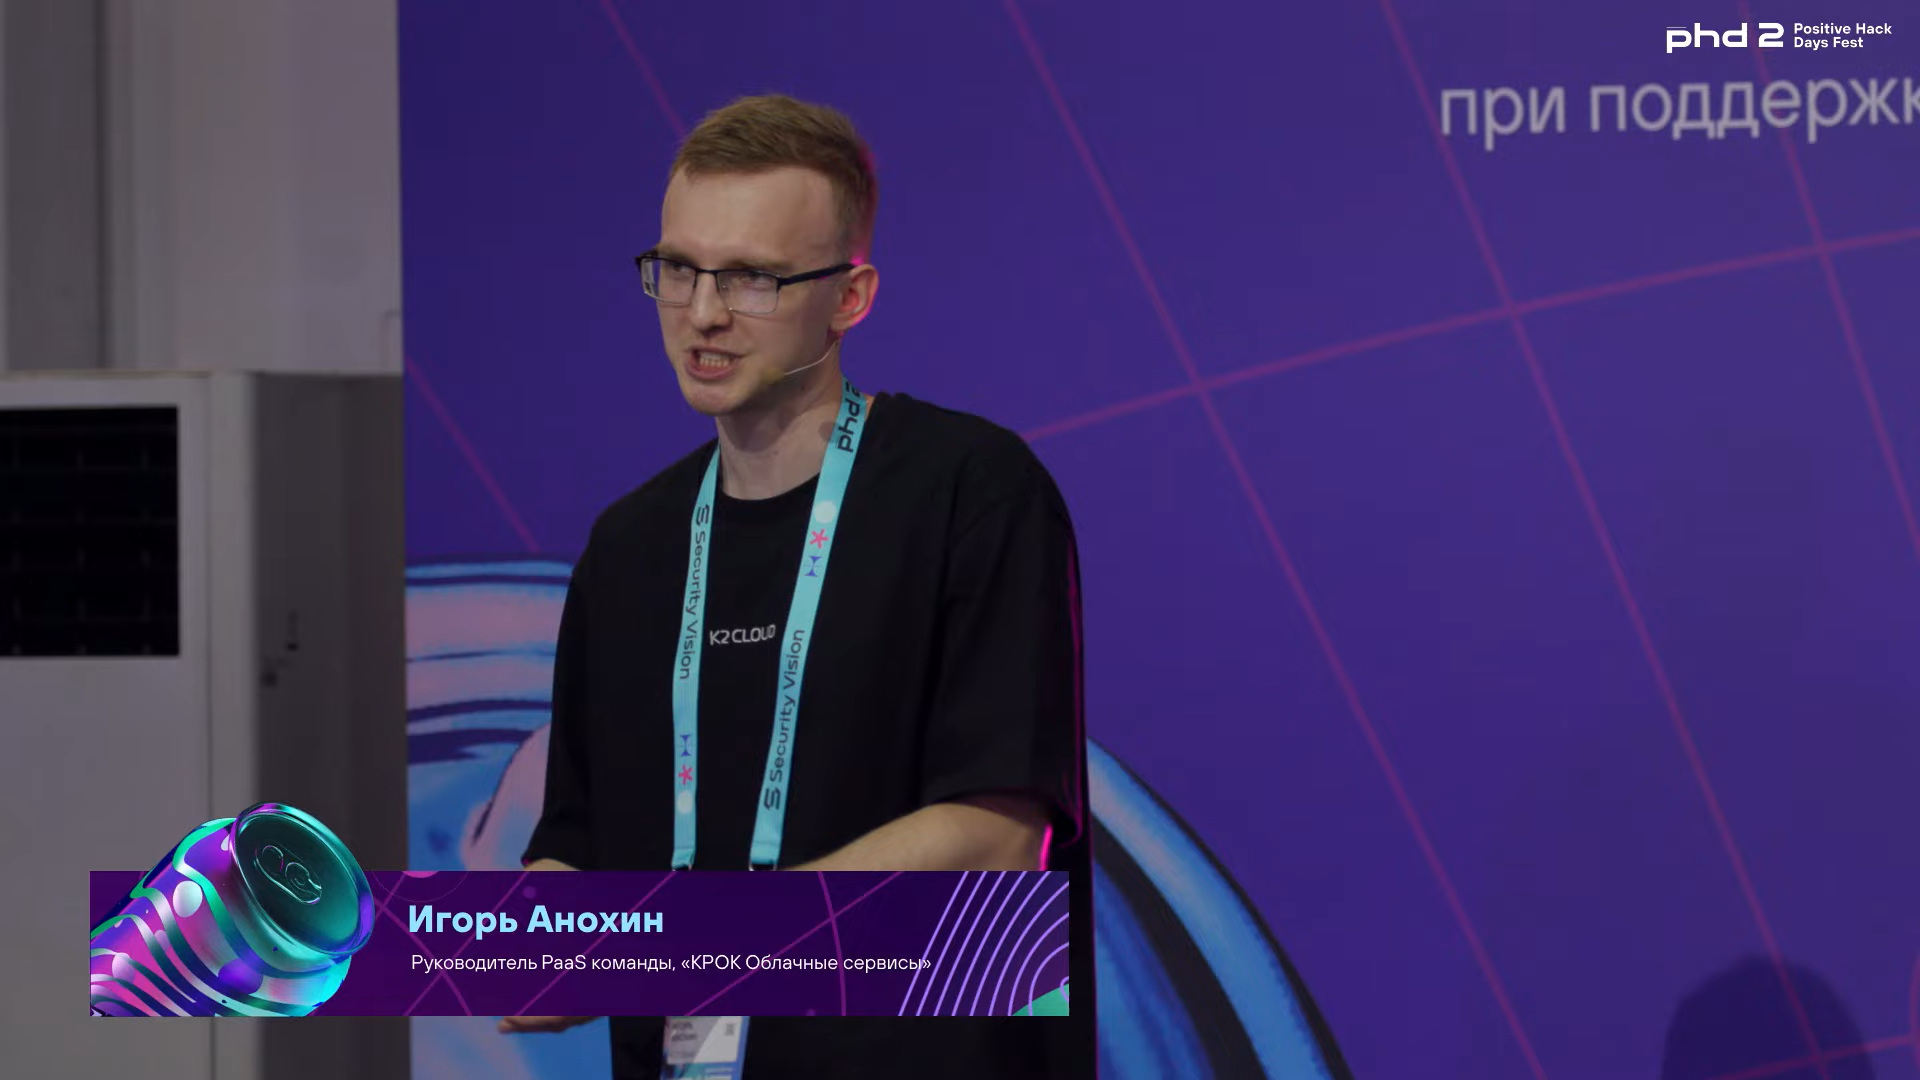 phd 2 Positive Hack
Days Fest
при поддержк
phd 2
Security Vision
K2 CLOUD
Security Vision
Игорь Анохин
Руководитель PaaS команды, «КРОК Облачные сервисы»